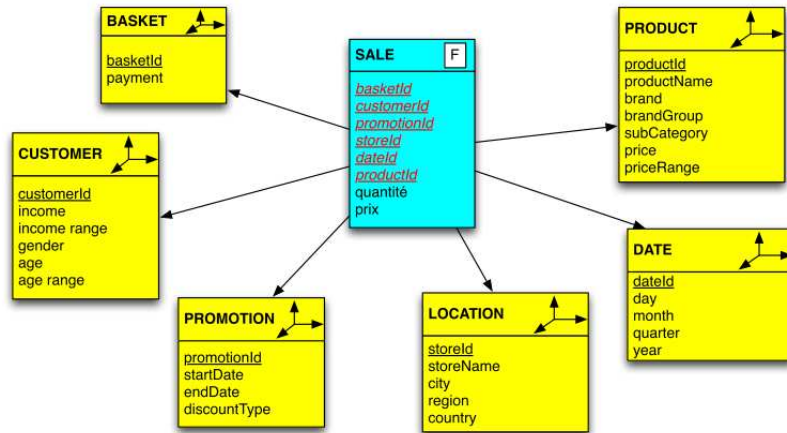 BASKET
basketId
payment
SALE
F
basketId
customerId
promotionId
storeId
dateId
productId
quantité
prix
PRODUCT
productId
productName
brand
brandGroup
subCategory
price
priceRange
CUSTOMER
customerId
income
income range
gender
age
age range
PROMOTION
promotionId
startDate
endDate
discountType
LOCATION
storeId
storeName
city
region
country
DATE
dateId
day
month
quarter
year